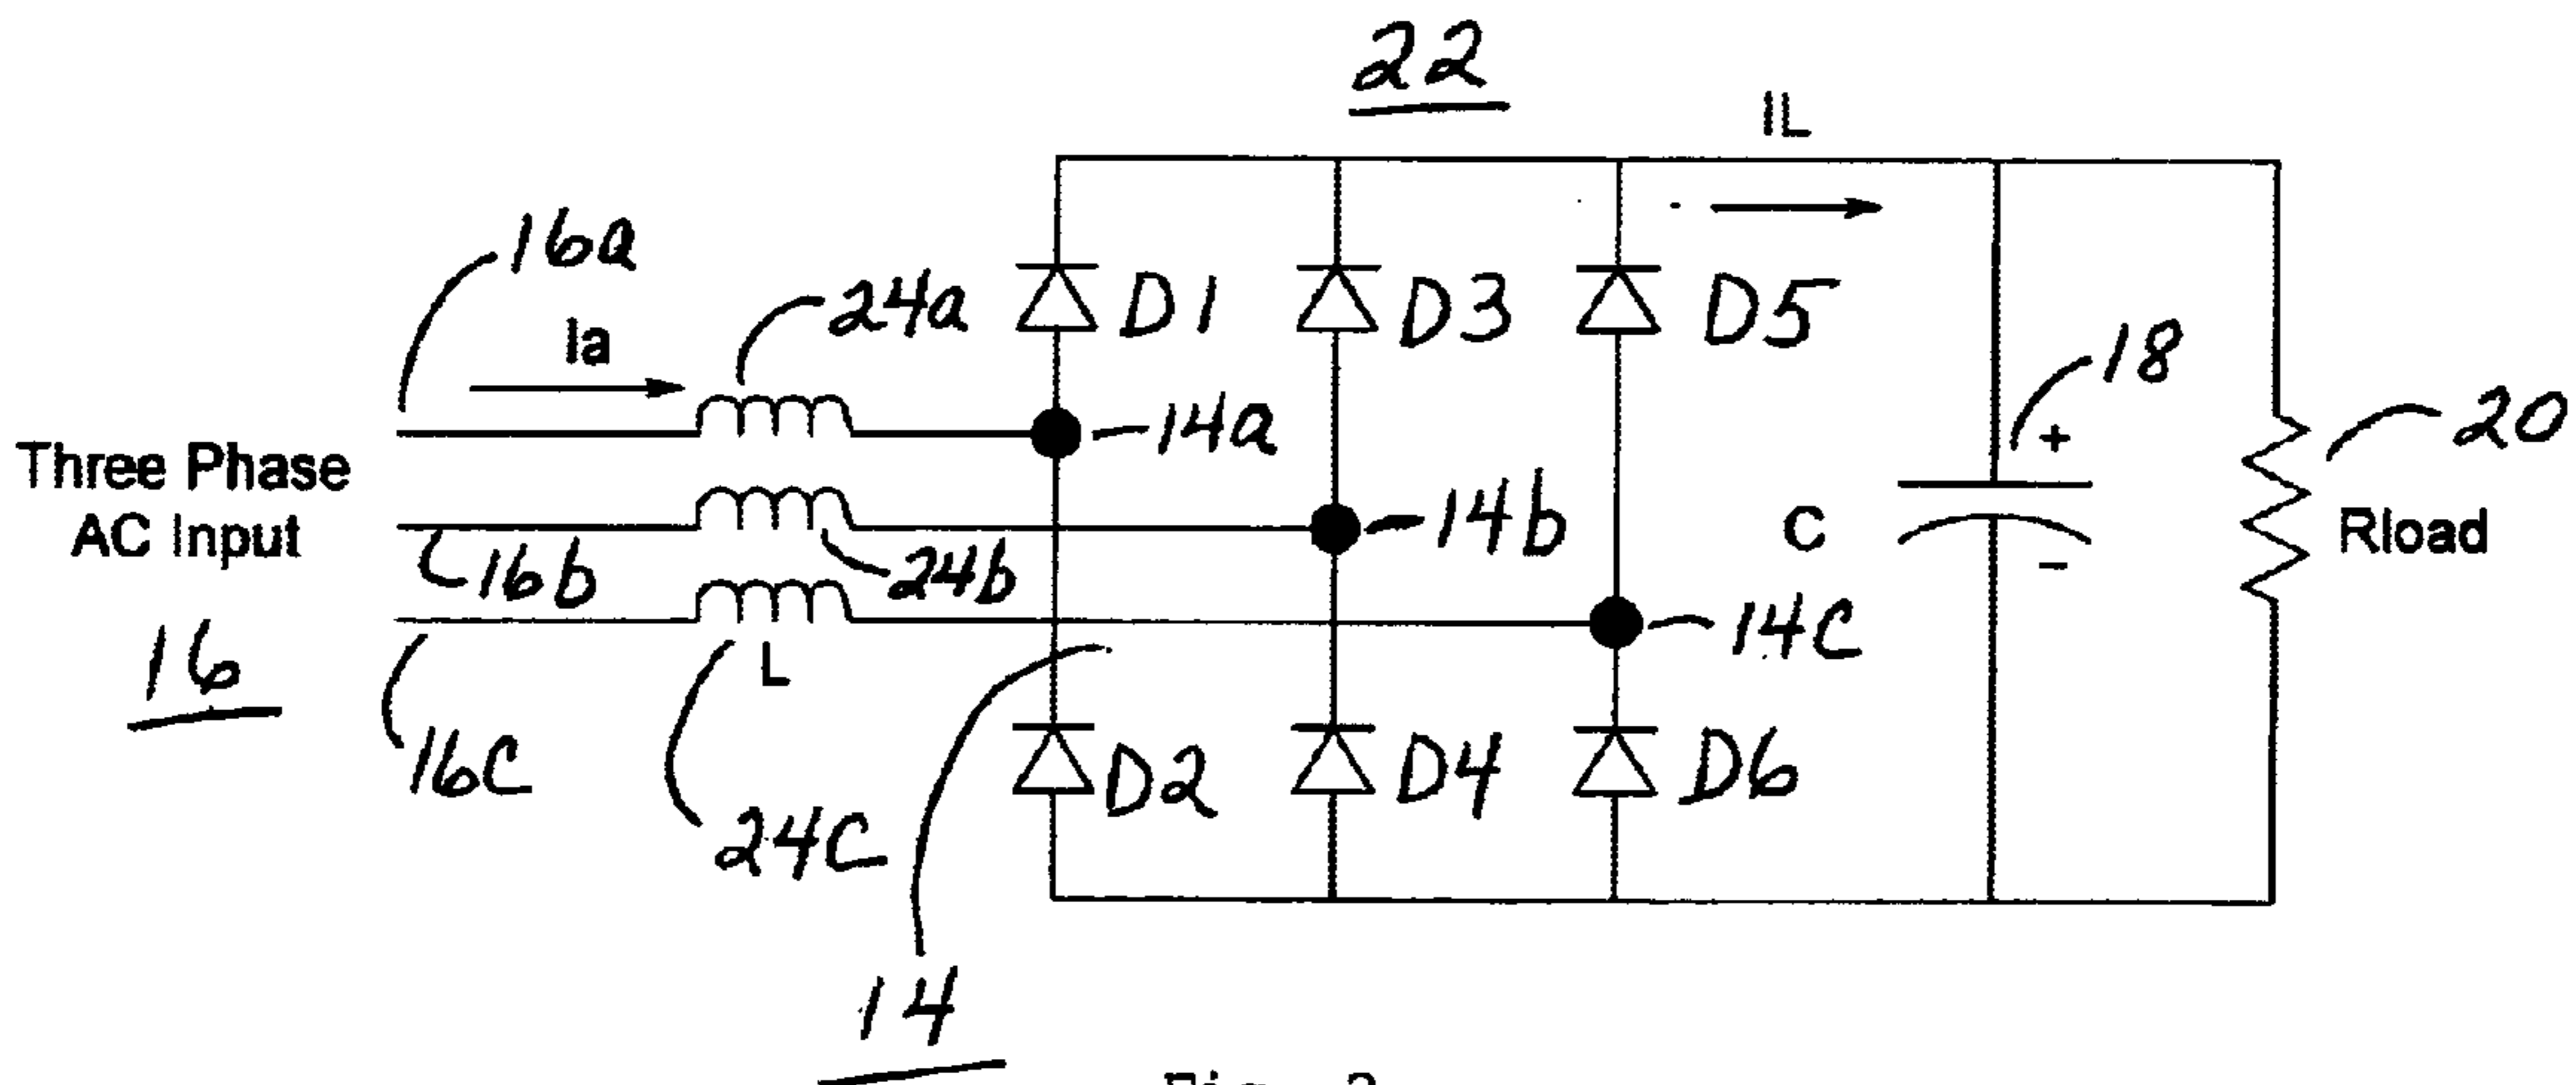 22
IL
16a
Ia
24a
D1
D3
D5
18
20
14a
Three Phase
AC Input
16b
24b
14b
C
+
−
Rload
16
16c
L
24c
14c
D2
D4
D6
14